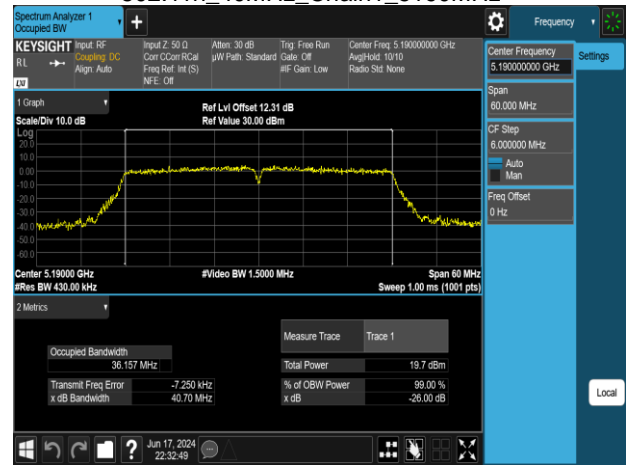 Spectrum Analyzer 1
Occupied BW
Frequency
KEYSIGHT
RL
LXI
Input: RF
Coupling: DC
Align: Auto
Input Z: 50 Ω
Corr CCorr RCal
Freq Ref: Int (S)
NFE: Off
Atten: 30 dB
µW Path: Standard
Trig: Free Run
Gate: Off
#IF Gain: Low
Center Freq: 5.190000000 GHz
Avg|Hold: 10/10
Radio Std: None
Center Frequency
5.190000000 GHz
Settings
Span
60.000 MHz
CF Step
6.000000 MHz
Auto
Man
Freq Offset
0 Hz
Local
1 Graph
Scale/Div 10.0 dB
Ref Lvl Offset 12.31 dB
Ref Value 30.00 dBm
Log
20.0
10.0
0.00
-10.0
-20.0
-30.0
-40.0
-50.0
-60.0
Center 5.19000 GHz
#Res BW 430.00 kHz
#Video BW 1.5000 MHz
Span 60 MHz
Sweep 1.00 ms (1001 pts)
2 Metrics
Measure Trace Trace 1
Occupied Bandwidth
36.157 MHz
Total Power 19.7 dBm
Transmit Freq Error -7.250 kHz
% of OBW Power 99.00 %
x dB Bandwidth 40.70 MHz
x dB -26.00 dB
?
Jun 17, 2024
22:32:49